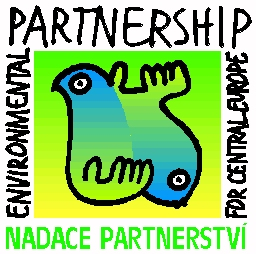 PARTNERSHIP
ENVIRONMENTAL
FOR CENTRAL EUROPE
NADACE PARTNERSTVÍ